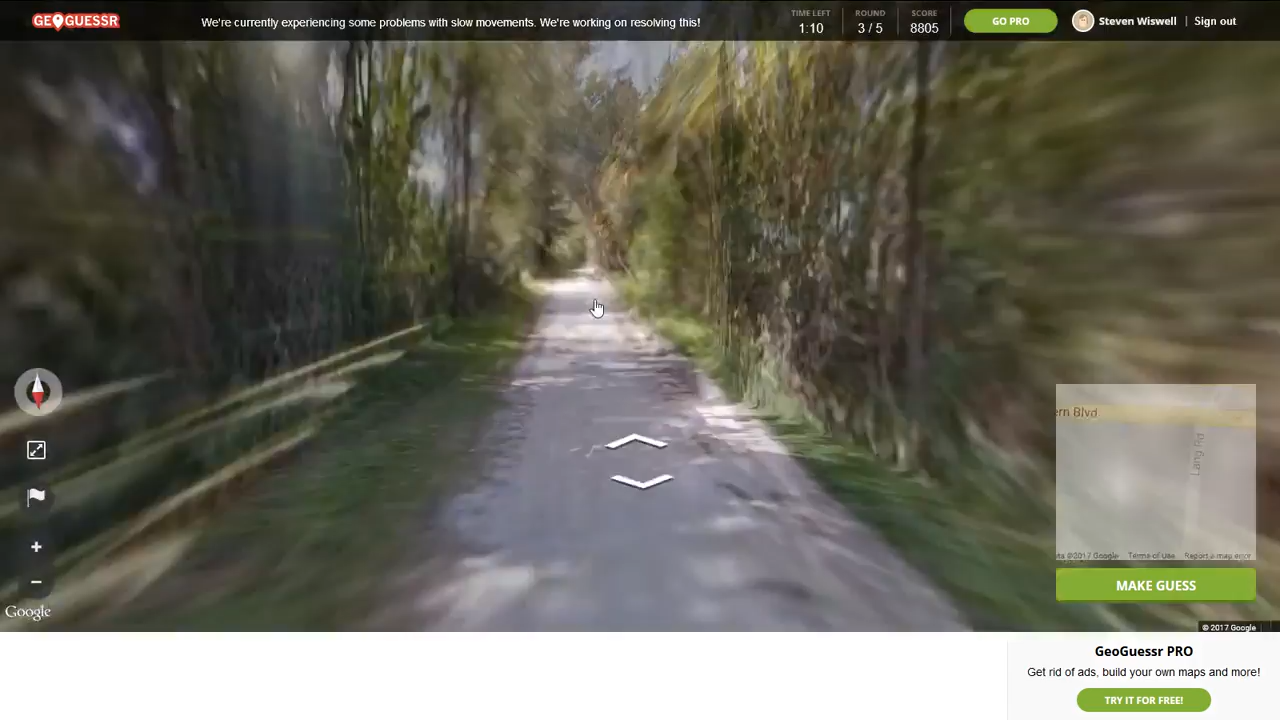 GEOGUESSR
We're currently experiencing some problems with slow movements. We're working on resolving this!
TIME LEFT
1:10
ROUND
3 / 5
SCORE
8805
GO PRO
Steven Wiswell
Sign out
ern Blvd
Lang Rd
ta ©2017 Google
Terms of Use
Report a map error
MAKE GUESS
Google
© 2017 Google
GeoGuessr PRO
Get rid of ads, build your own maps and more!
TRY IT FOR FREE!